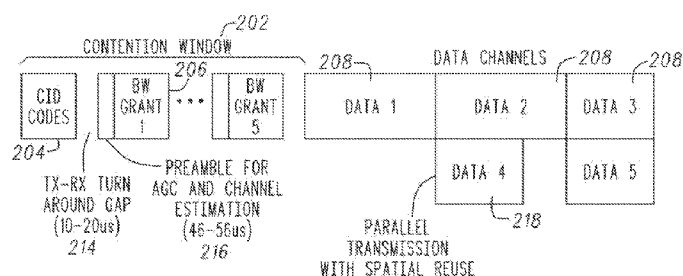 CONTENTION WINDOW 202
CID
CODES
204
BW
GRANT
1
206
•••
BW
GRANT
5
TX-RX TURN
AROUND GAP
(10-20us)
214
PREAMBLE FOR
AGC AND CHANNEL
ESTIMATION
(46-56us)
216
DATA CHANNELS
208
208
208
DATA 1
DATA 2
DATA 3
DATA 4
DATA 5
218
PARALLEL
TRANSMISSION
WITH SPATIAL REUSE